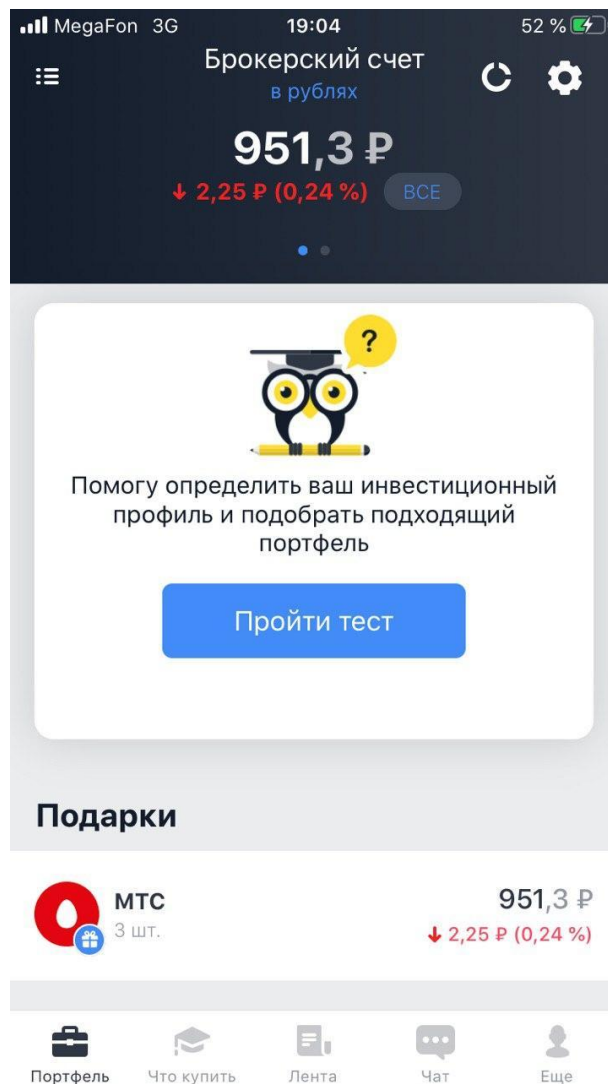 MegaFon 3G 19:04 52 %
Брокерский счет
в рублях
951,3 ₽
↓ 2,25 ₽ (0,24 %) ВСЕ
?
Помогу определить ваш инвестиционный
профиль и подобрать подходящий
портфель
Пройти тест
Подарки
МТС 951,3 ₽
3 шт. ↓ 2,25 ₽ (0,24 %)
Портфель Что купить Лента Чат Еще